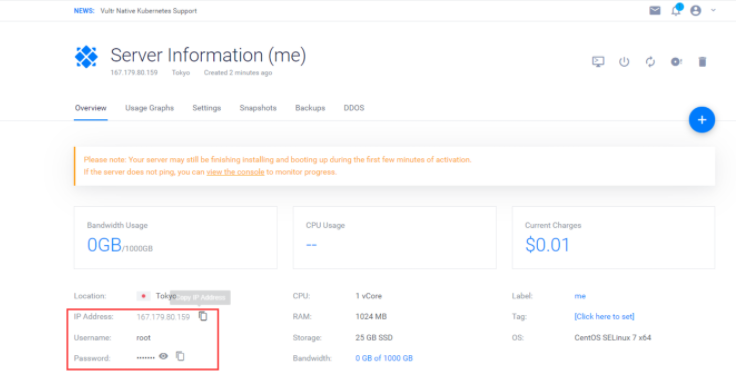 NEWS: Vultr Native Kubernetes Support
Server Information (me)
167.179.80.159 Tokyo Created 2 minutes ago
Overview Usage Graphs Settings Snapshots Backups DDOS
+
Please note: Your server may still be finishing installing and booting up during the first few minutes of activation.
If the server does not ping, you can view the console to monitor progress.
Bandwidth Usage
0GB/1000GB
CPU Usage
--
Current Charges
$0.01
Location: Tokyo
Copy IP Address
IP Address: 167.179.80.159
Username: root
Password: •••••••
CPU: 1 vCore
RAM: 1024 MB
Storage: 25 GB SSD
Bandwidth: 0 GB of 1000 GB
Label: me
Tag: [Click here to set]
OS: CentOS SELinux 7 x64